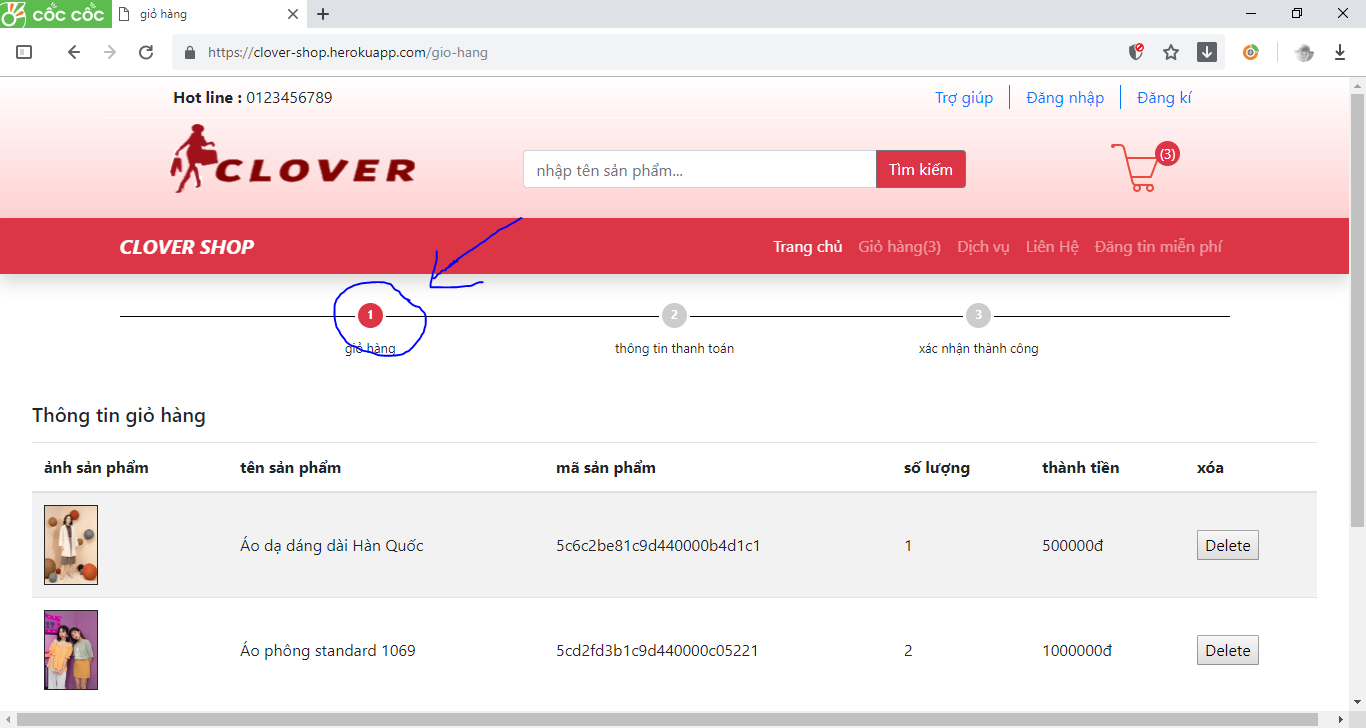 cốc cốc giỏ hàng
https://clover-shop.herokuapp.com/gio-hang
Hot line : 0123456789 Trợ giúp Đăng nhập Đăng kí
CLOVER nhập tên sản phẩm... Tìm kiếm (3)
CLOVER SHOP Trang chủ Giỏ hàng(3) Dịch vụ Liên Hệ Đăng tin miễn phí
1 2 3
giỏ hàng thông tin thanh toán xác nhận thành công
Thông tin giỏ hàng
ảnh sản phẩm tên sản phẩm mã sản phẩm số lượng thành tiền xóa
Áo dạ dáng dài Hàn Quốc 5c6c2be81c9d440000b4d1c1 1 500000đ Delete
Áo phông standard 1069 5cd2fd3b1c9d440000c05221 2 1000000đ Delete